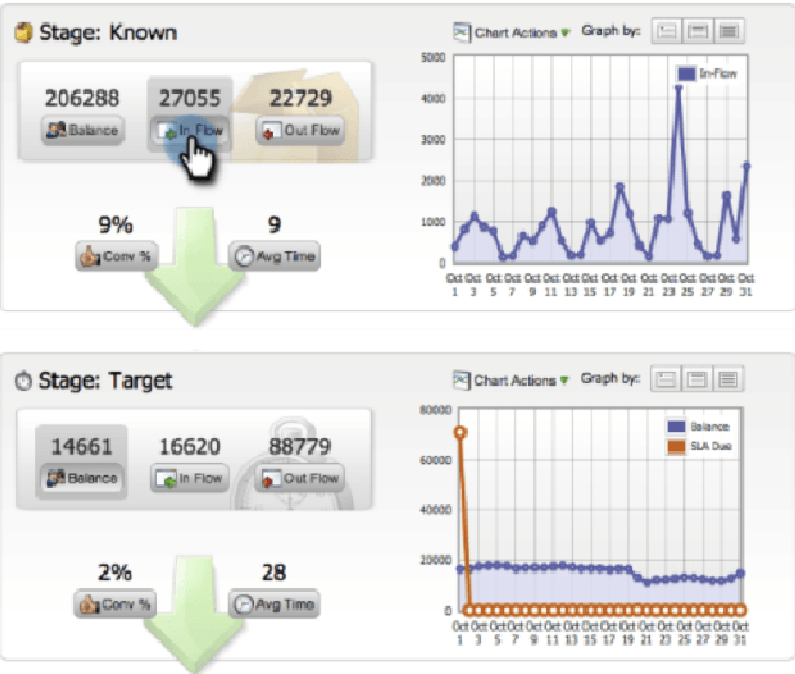 Stage: Known
Chart Actions Graph by:
206288 27055 22729
Balance In Flow Out Flow
9% 9
Conv % Avg Time
In-Flow
5000
4000
3000
2000
1000
0
Oct Oct Oct Oct Oct Oct Oct Oct Oct Oct Oct Oct Oct Oct Oct Oct
1 3 5 7 9 11 13 15 17 19 21 23 25 27 29 31
Stage: Target
Chart Actions Graph by:
14661 16620 88779
Balance In Flow Out Flow
2% 28
Conv % Avg Time
Balance
SLA Due
80000
60000
40000
20000
0
Oct Oct Oct Oct Oct Oct Oct Oct Oct Oct Oct Oct Oct Oct Oct Oct
1 3 5 7 9 11 13 15 17 19 21 23 25 27 29 31